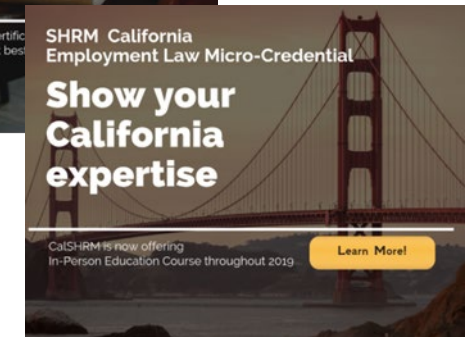 SHRM California
Employment Law Micro-Credential
Show your
California
expertise
CalSHRM is now offering
In-Person Education Course throughout 2019
Learn More!